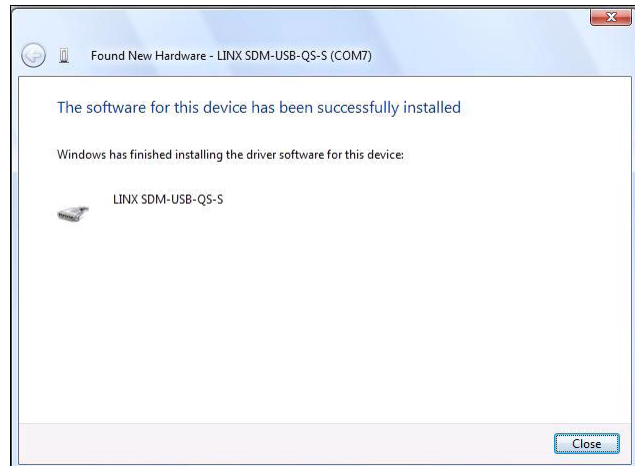 Found New Hardware - LINX SDM-USB-QS-S (COM7)
The software for this device has been successfully installed
Windows has finished installing the driver software for this device:
LINX SDM-USB-QS-S
Close